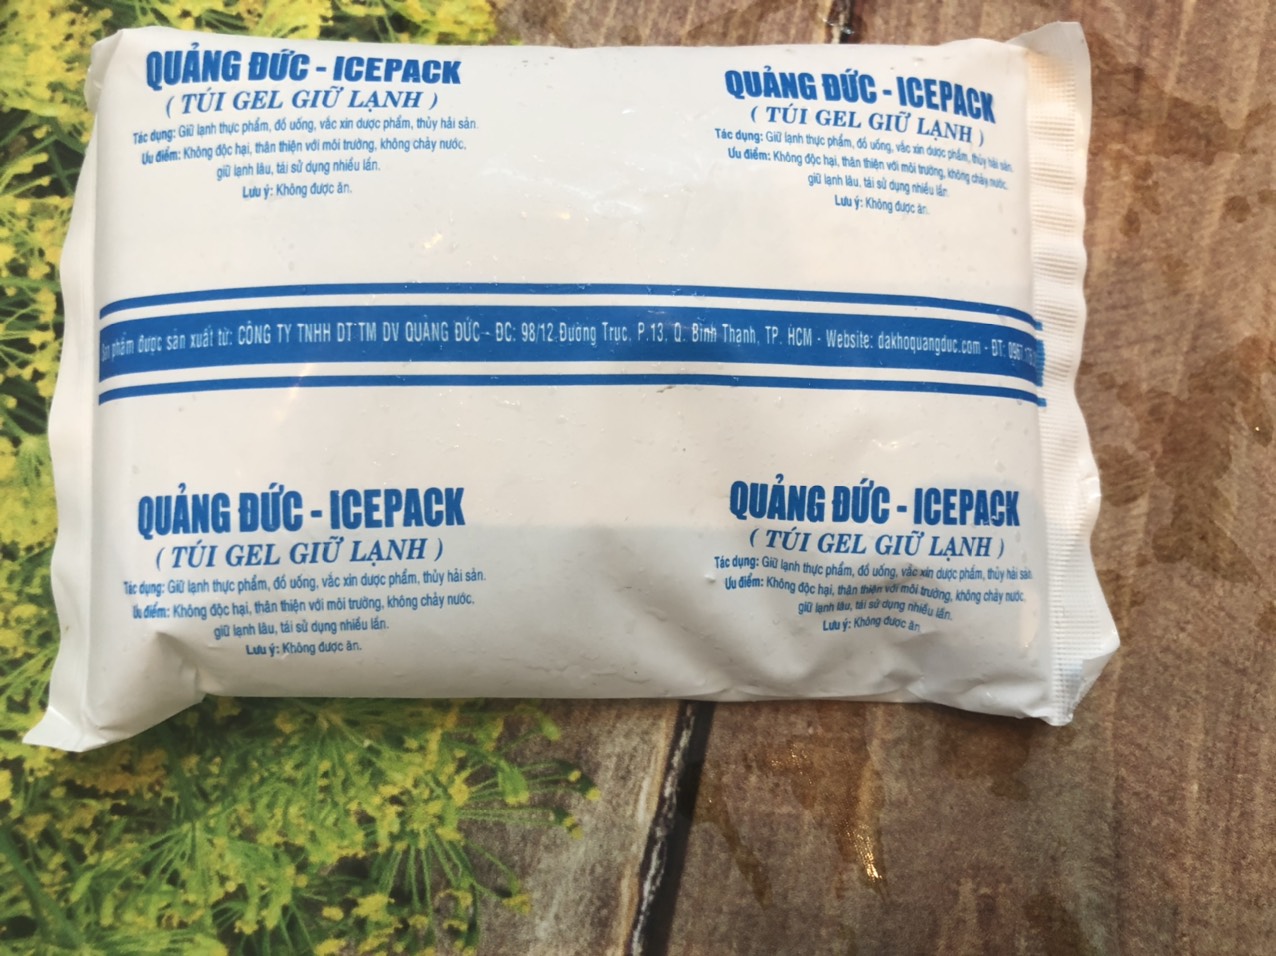 QUẢNG ĐỨC - ICEPACK
( TÚI GEL GIỮ LẠNH )
Tác dụng: Giữ lạnh thực phẩm, đồ uống, vắc xin dược phẩm, thủy hải sản.
Ưu điểm: Không độc hại, thân thiện với môi trường, không chảy nước.
giữ lạnh lâu, tái sử dụng nhiều lần.
Lưu ý: Không được ăn.
QUẢNG ĐỨC - ICEPACK
( TÚI GEL GIỮ LẠNH )
Tác dụng: Giữ lạnh thực phẩm, đồ uống, vắc xin dược phẩm, thủy hải sản.
Ưu điểm: Không độc hại, thân thiện với môi trường, không chảy nước.
giữ lạnh lâu, tái sử dụng nhiều lần.
Lưu ý: Không được ăn.
Sản phẩm được sản xuất từ: CÔNG TY TNHH DT TM DV QUẢNG ĐỨC - ĐC: 98/12 Đường Trục, P.13, Q. Bình Thạnh, TP. HCM - Website: dakhoquangduc.com - ĐT: 0967
QUẢNG ĐỨC - ICEPACK
( TÚI GEL GIỮ LẠNH )
Tác dụng: Giữ lạnh thực phẩm, đồ uống, vắc xin dược phẩm, thủy hải sản.
Ưu điểm: Không độc hại, thân thiện với môi trường, không chảy nước.
giữ lạnh lâu, tái sử dụng nhiều lần.
Lưu ý: Không được ăn.
QUẢNG ĐỨC - ICEPACK
( TÚI GEL GIỮ LẠNH )
Tác dụng: Giữ lạnh thực phẩm, đồ uống, vắc xin dược phẩm, thủy hải sản.
Ưu điểm: Không độc hại, thân thiện với môi trường, không chảy nước.
giữ lạnh lâu, tái sử dụng nhiều lần.
Lưu ý: Không được ăn.